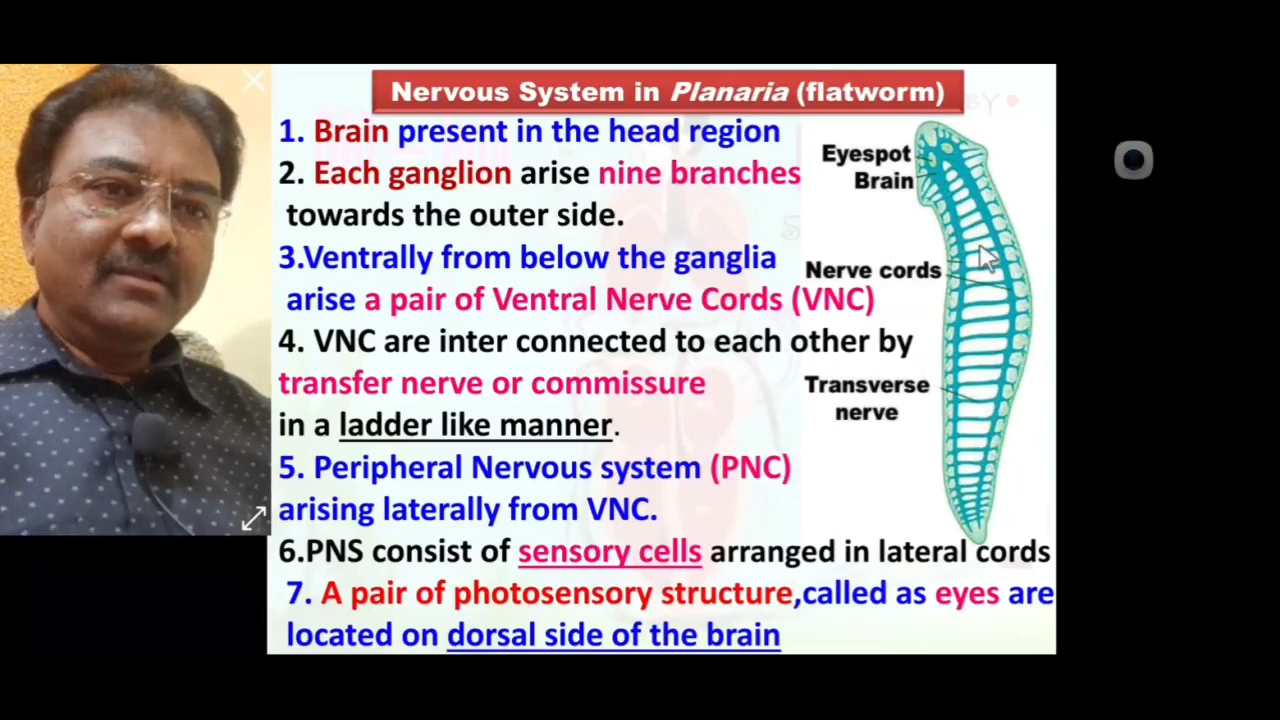 Nervous System in Planaria (flatworm)
1. Brain present in the head region
2. Each ganglion arise nine branches
towards the outer side.
3.Ventrally from below the ganglia
arise a pair of Ventral Nerve Cords (VNC)
4. VNC are inter connected to each other by
transfer nerve or commissure
in a ladder like manner.
5. Peripheral Nervous system (PNC)
arising laterally from VNC.
6.PNS consist of sensory cells arranged in lateral cords
7. A pair of photosensory structure,called as eyes are
located on dorsal side of the brain
Eyespot
Brain
Nerve cords
Transverse
nerve